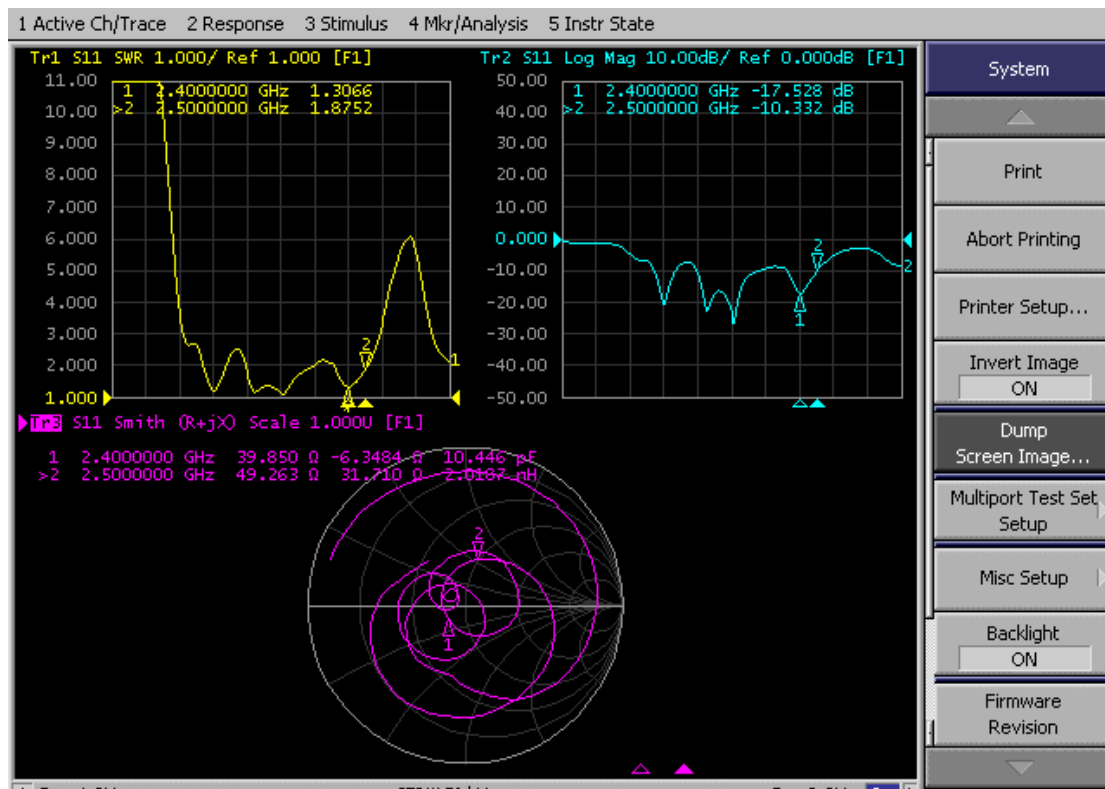 1 Active Ch/Trace 2 Response 3 Stimulus 4 Mkr/Analysis 5 Instr State
Tr1 S11 SWR 1.000/ Ref 1.000 [F1]
11.00
10.00
9.000
8.000
7.000
6.000
5.000
4.000
3.000
2.000
1.000
1 2.4000000 GHz 1.3066
>2 2.5000000 GHz 1.8752
2
1
Tr2 S11 Log Mag 10.00dB/ Ref 0.000dB [F1]
50.00
40.00
30.00
20.00
10.00
0.000
-10.00
-20.00
-30.00
-40.00
-50.00
1 2.4000000 GHz -17.528 dB
>2 2.5000000 GHz -10.332 dB
2
1
2
Tr3 S11 Smith (R+jX) Scale 1.000U [F1]
1 2.4000000 GHz 39.850 Ω -6.3484 Ω 10.446 pF
>2 2.5000000 GHz 49.263 Ω 31.710 Ω 2.0187 nH
2
1
System
Print
Abort Printing
Printer Setup...
Invert Image
ON
Dump
Screen Image...
Multiport Test Set
Setup
Misc Setup
Backlight
ON
Firmware
Revision